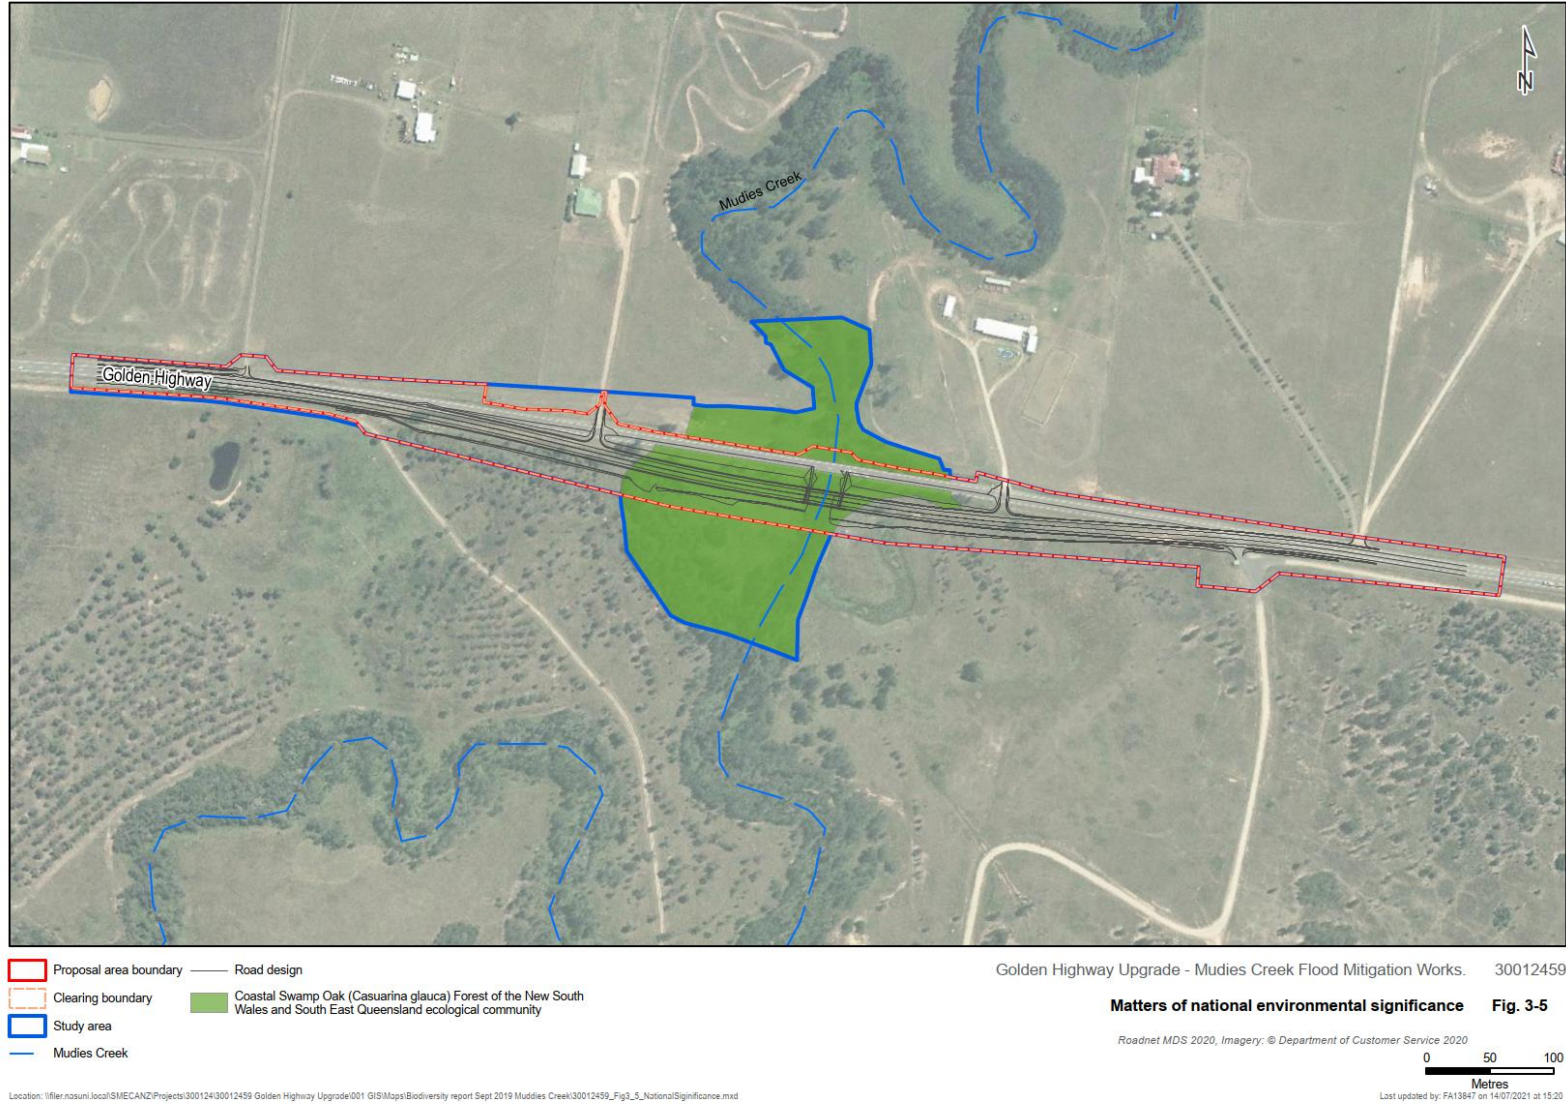 N
Mudies Creek
Golden Highway
Proposal area boundary
Road design
Clearing boundary
Coastal Swamp Oak (Casuarina glauca) Forest of the New South
Wales and South East Queensland ecological community
Study area
Mudies Creek
Golden Highway Upgrade - Mudies Creek Flood Mitigation Works. 30012459
Matters of national environmental significance Fig. 3-5
Roadnet MDS 2020, Imagery: © Department of Customer Service 2020
0 50 100
Metres
Location: \\filer.nasuni.local\SMECANZ\Projects\300124\30012459 Golden Highway Upgrade\001 GIS\Maps\Biodiversity report Sept 2019 Muddies Creek\30012459_Fig3_5_NationalSiginificance.mxd
Last updated by: FA13847 on 14/07/2021 at 15:20